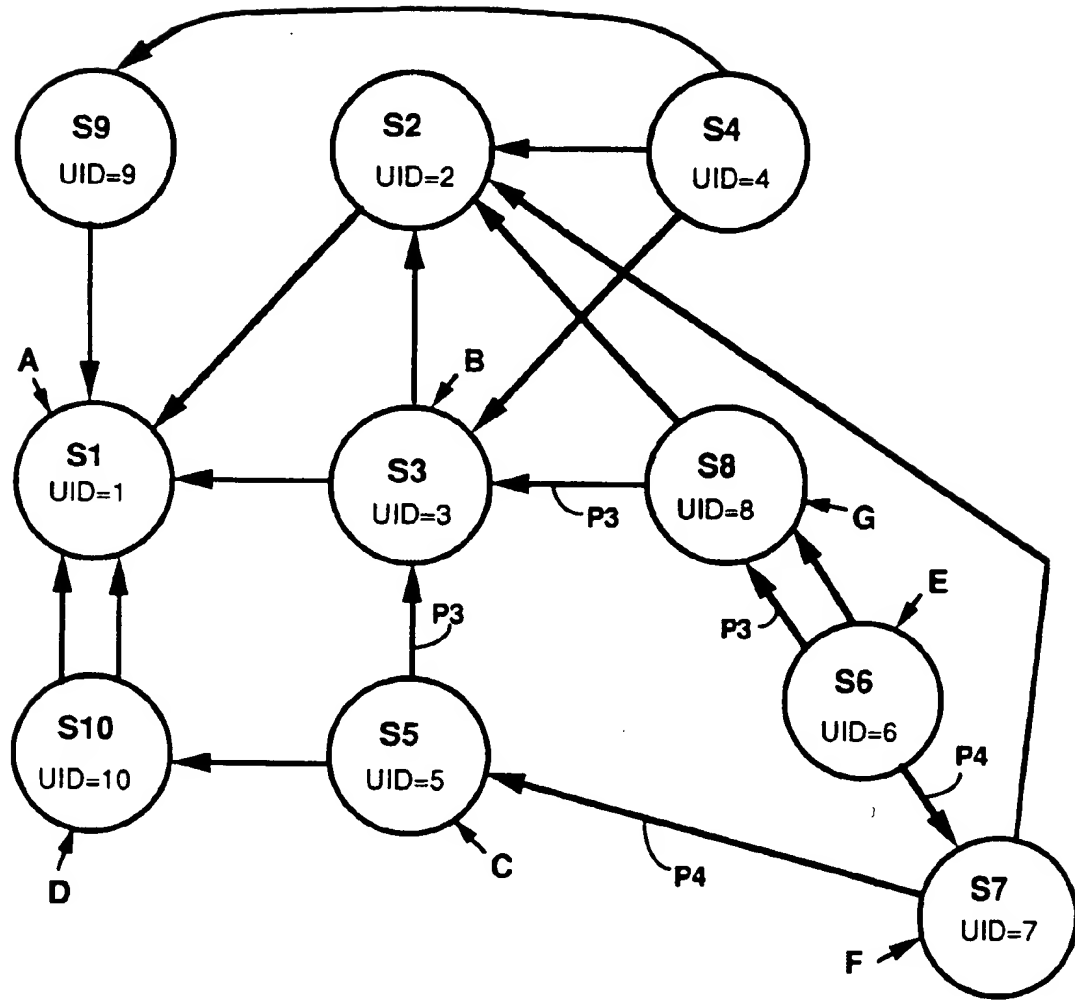 S9
UID=9
S2
UID=2
S4
UID=4
A
B
S1
UID=1
S3
UID=3
S8
UID=8
P3
G
E
P3
P3
S6
UID=6
S10
UID=10
S5
UID=5
P4
D
C
P4
S7
UID=7
F